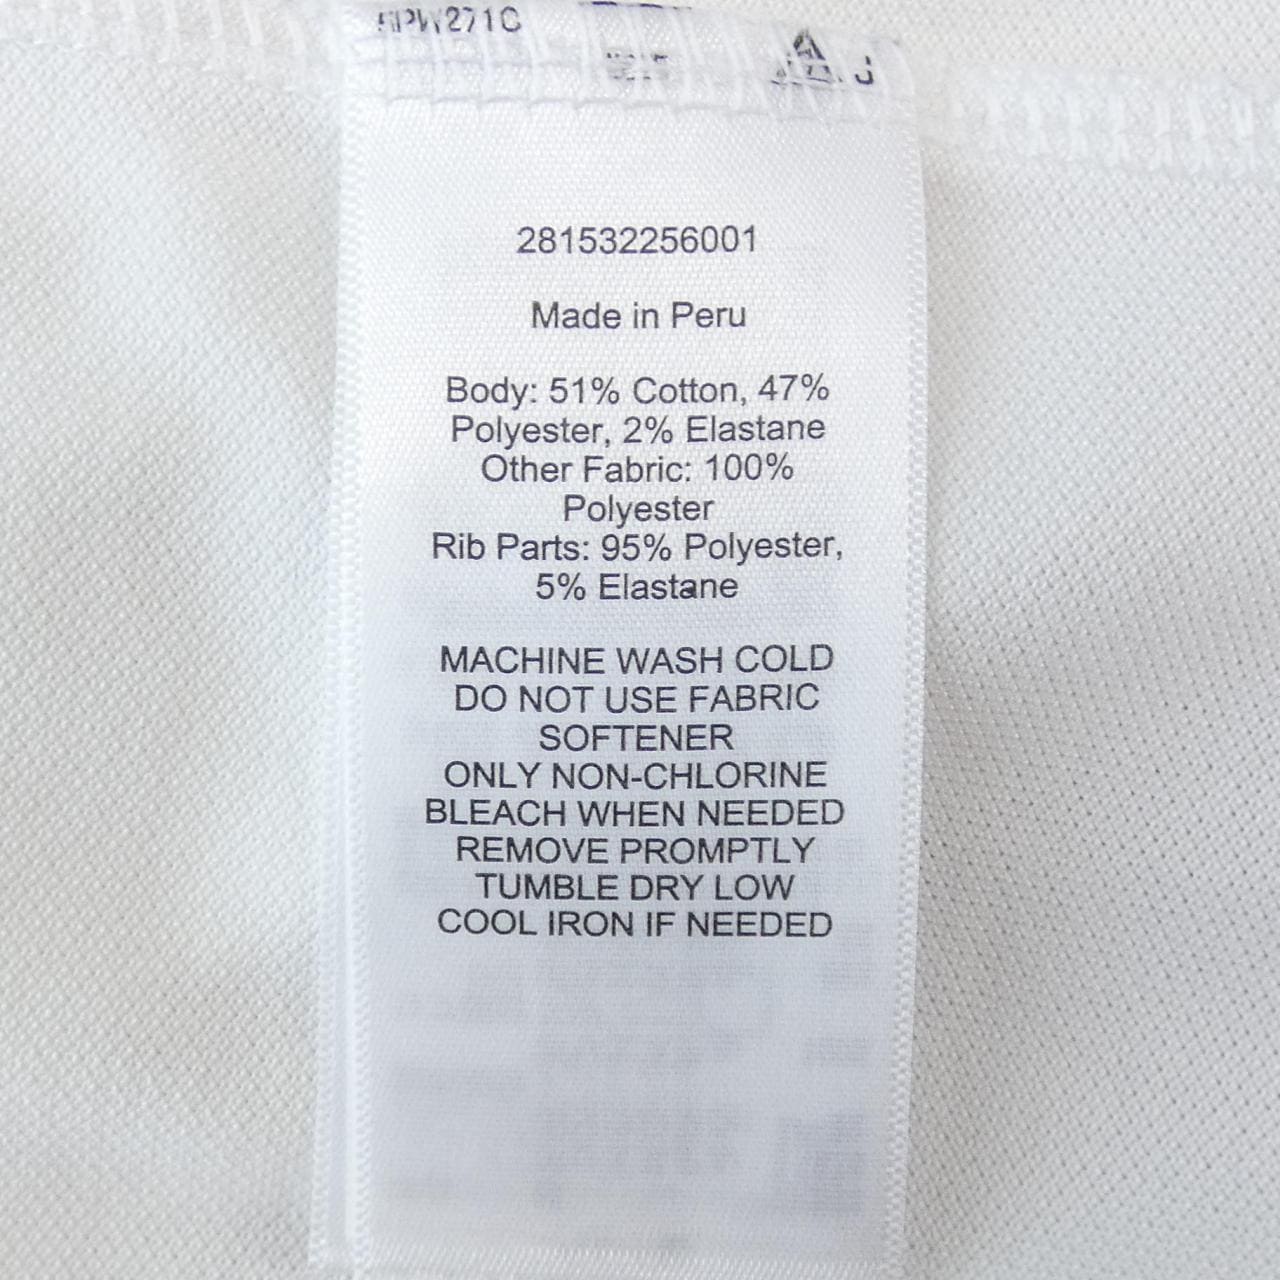 281532256001
Made in Peru
Body: 51% Cotton, 47%
Polyester, 2% Elastane
Other Fabric: 100%
Polyester
Rib Parts: 95% Polyester,
5% Elastane
MACHINE WASH COLD
DO NOT USE FABRIC
SOFTENER
ONLY NON-CHLORINE
BLEACH WHEN NEEDED
REMOVE PROMPTLY
TUMBLE DRY LOW
COOL IRON IF NEEDED